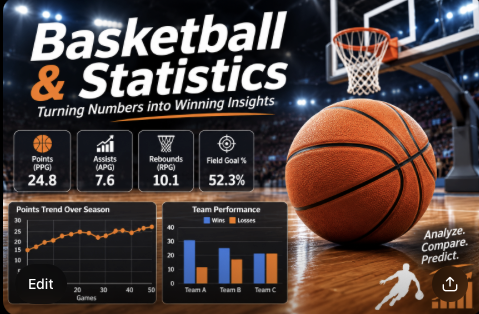 Basketball
& Statistics
Turning Numbers into Winning Insights
Points
(PPG)
24.8
Assists
(APG)
7.6
Rebounds
(RPG)
10.1
Field Goal %
52.3%
Points Trend Over Season
30
25
20
15
10
20 30 40 50
Games
Team Performance
Wins Losses
40
30
20
10
0
Team A Team B Team C
Analyze.
Compare.
Predict.
Edit